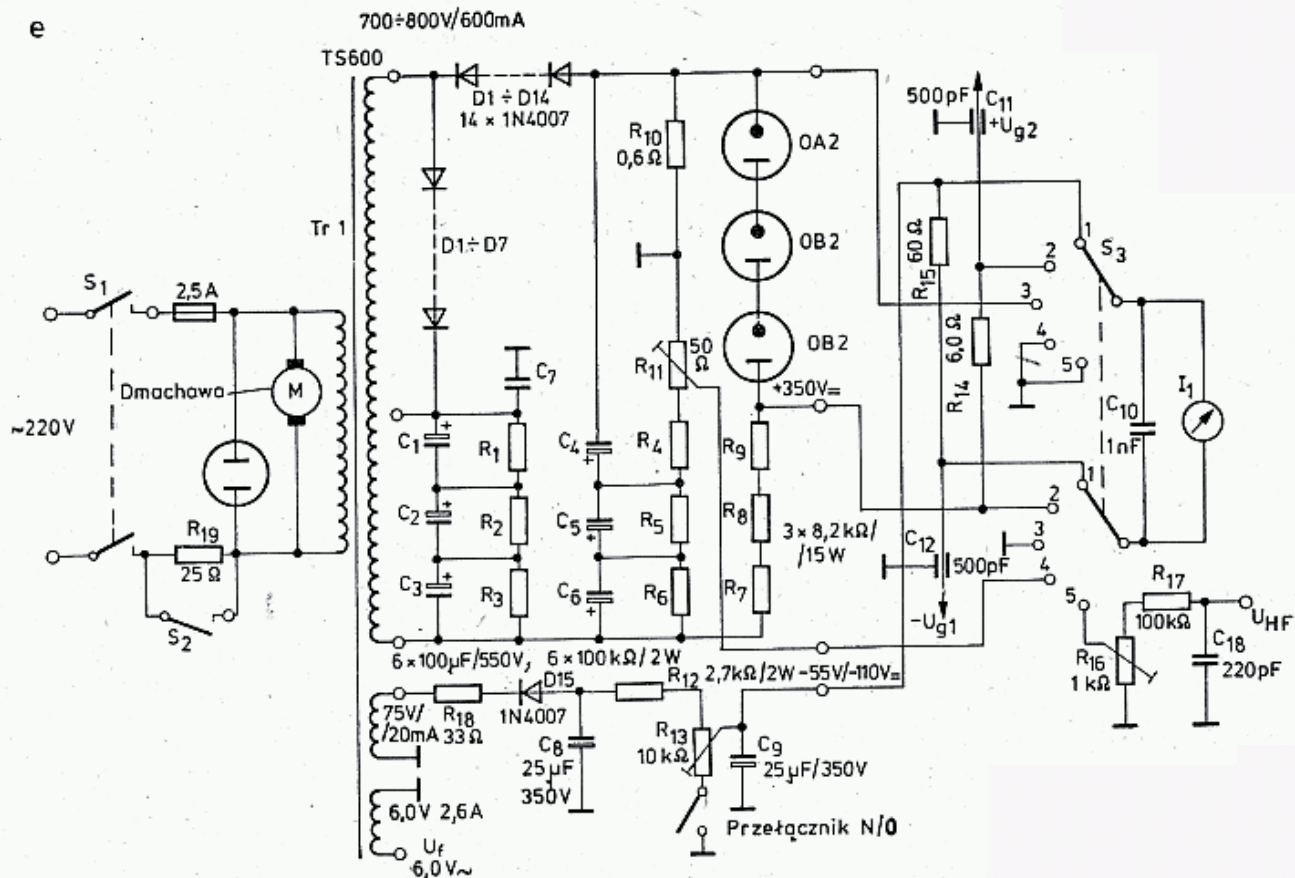 e
700÷800V/600mA
TS600
D1÷D14
14 × 1N4007
R10
0,6Ω
OA2
500pF
C11
+Ug2
Tr 1
D1÷D7
OB2
60Ω
R15
1
S3
2
3
S1
2,5A
4
5
R11
50
Ω
OB2
6,0Ω
R14
C7
+350V=
Dmachawa
M
I1
~220V
C10
1nF
C1
+
R1
C4
+
R4
R9
1
2
C2
+
R2
C5
+
R5
R8
3 × 8,2kΩ/
/15W
R19
25Ω
C12
500pF
3
4
C3
+
R3
C6
+
R6
R7
R17
100kΩ
5
UHF
S2
-Ug1
C18
220pF
R16
1kΩ
6×100µF/550V,
6×100kΩ/2W
2,7kΩ/2W
-55V/-110V=
R12
D15
1N4007
75V/
/20mA
R18
33Ω
R13
10kΩ
C8
25µF
350V
C9
25µF/350V
6,0V 2,6A
Przełącznik N/O
Uf
6,0V~